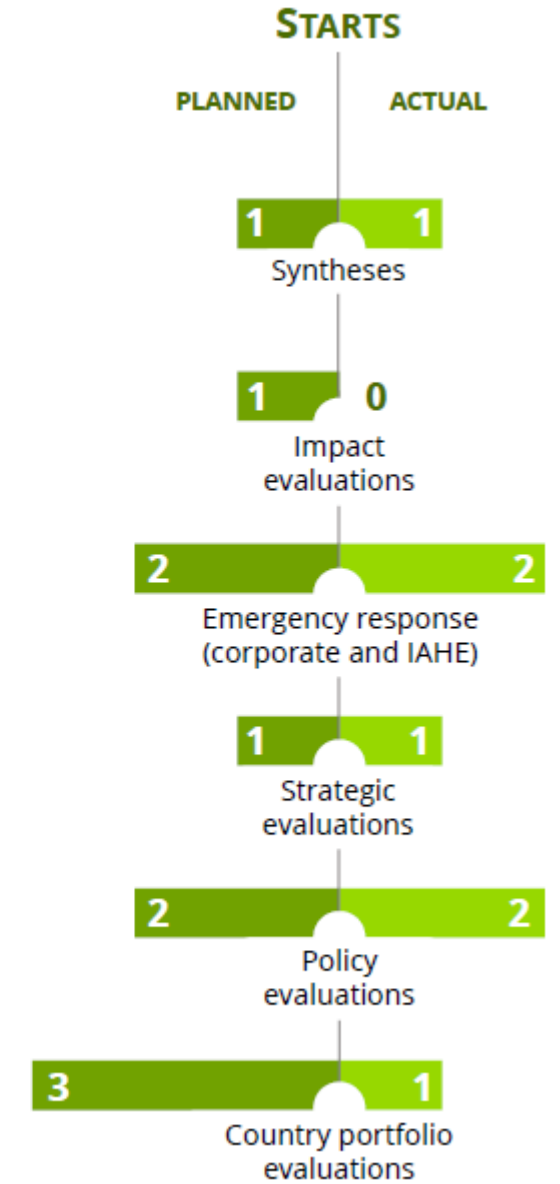 STARTS
PLANNED ACTUAL
1 1
Syntheses
1 0
Impact
evaluations
2 2
Emergency response
(corporate and IAHE)
1 1
Strategic
evaluations
2 2
Policy
evaluations
3 1
Country portfolio
evaluations